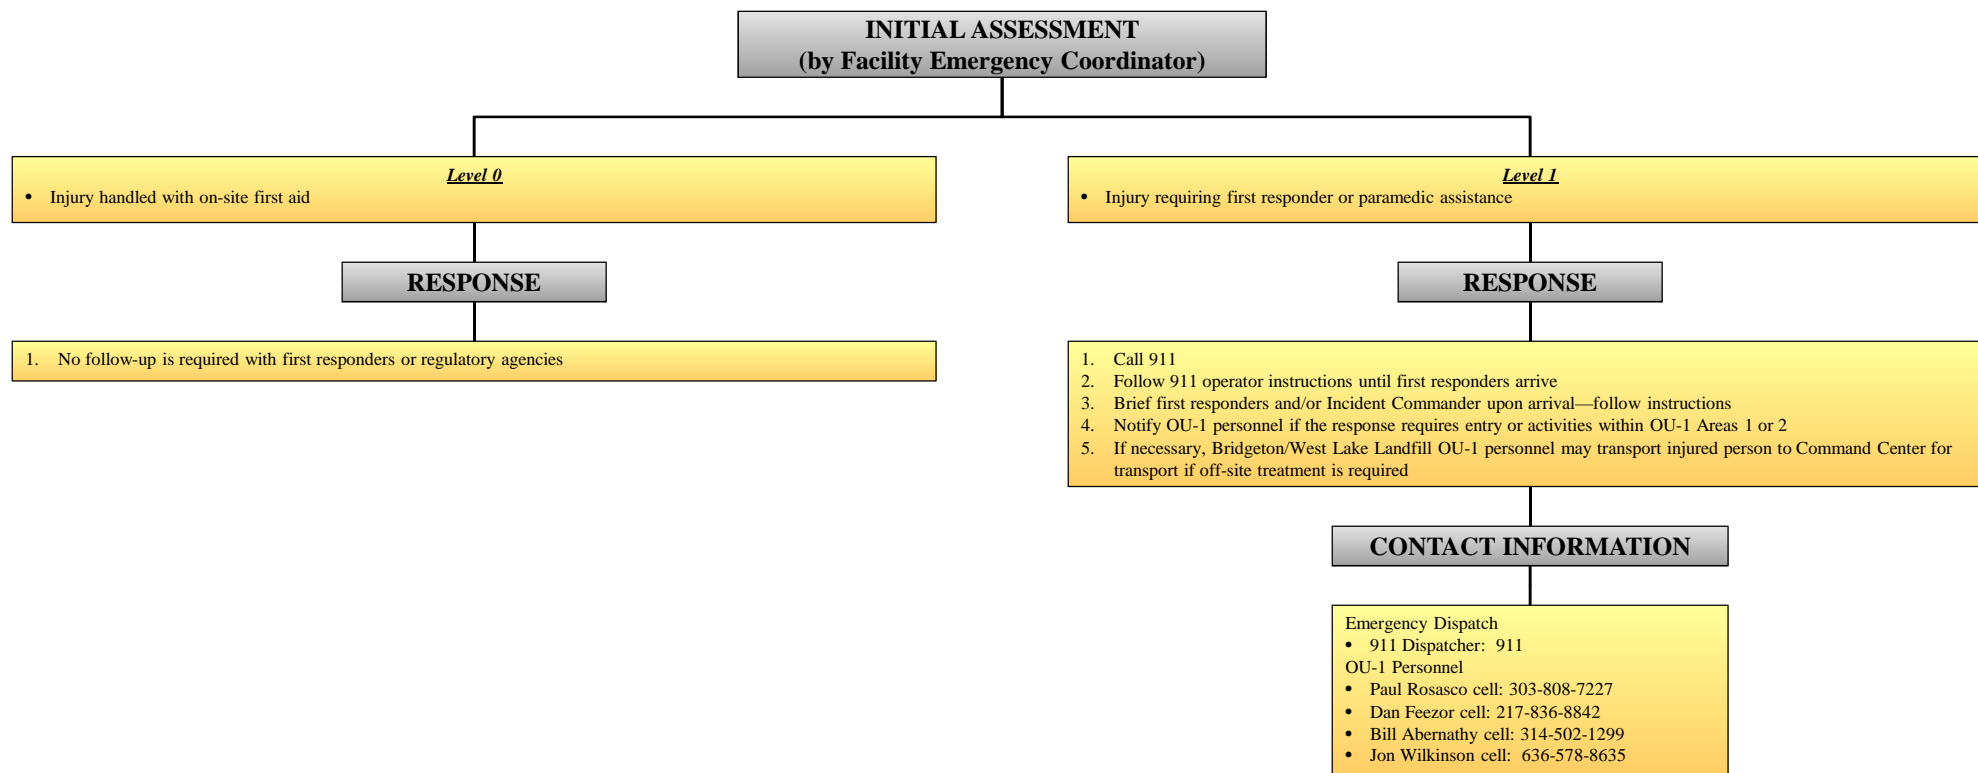 INITIAL ASSESSMENT
(by Facility Emergency Coordinator)
Level 0
• Injury handled with on-site first aid
RESPONSE
1. No follow-up is required with first responders or regulatory agencies
Level 1
• Injury requiring first responder or paramedic assistance
RESPONSE
1. Call 911
2. Follow 911 operator instructions until first responders arrive
3. Brief first responders and/or Incident Commander upon arrival—follow instructions
4. Notify OU-1 personnel if the response requires entry or activities within OU-1 Areas 1 or 2
5. If necessary, Bridgeton/West Lake Landfill OU-1 personnel may transport injured person to Command Center for
transport if off-site treatment is required
CONTACT INFORMATION
Emergency Dispatch
• 911 Dispatcher: 911
OU-1 Personnel
• Paul Rosasco cell: 303-808-7227
• Dan Feezor cell: 217-836-8842
• Bill Abernathy cell: 314-502-1299
• Jon Wilkinson cell: 636-578-8635